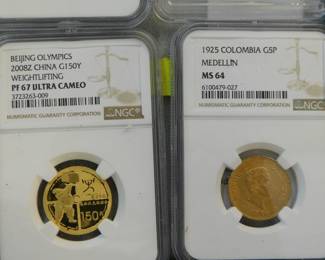 BEIJING OLYMPICS
2008Z CHINA G150Y
WEIGHTLIFTING
PF 67 ULTRA CAMEO
3723263-009
NUMISMATIC GUARANTY CORPORATION
NGC
150
1925 COLOMBIA G5P
MEDELLIN
MS 64
6100479-027
NUMISMATIC GUARANTY CORPORATION
NGC